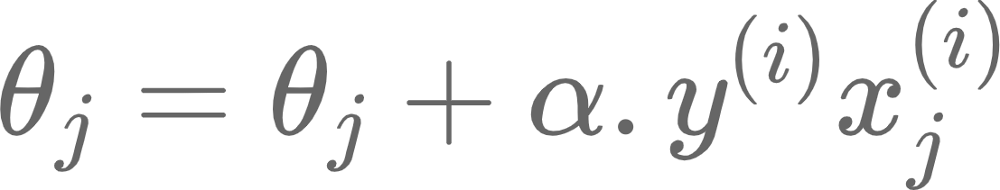 θ_j = θ_j + α. y^{(i)} x_j^{(i)}